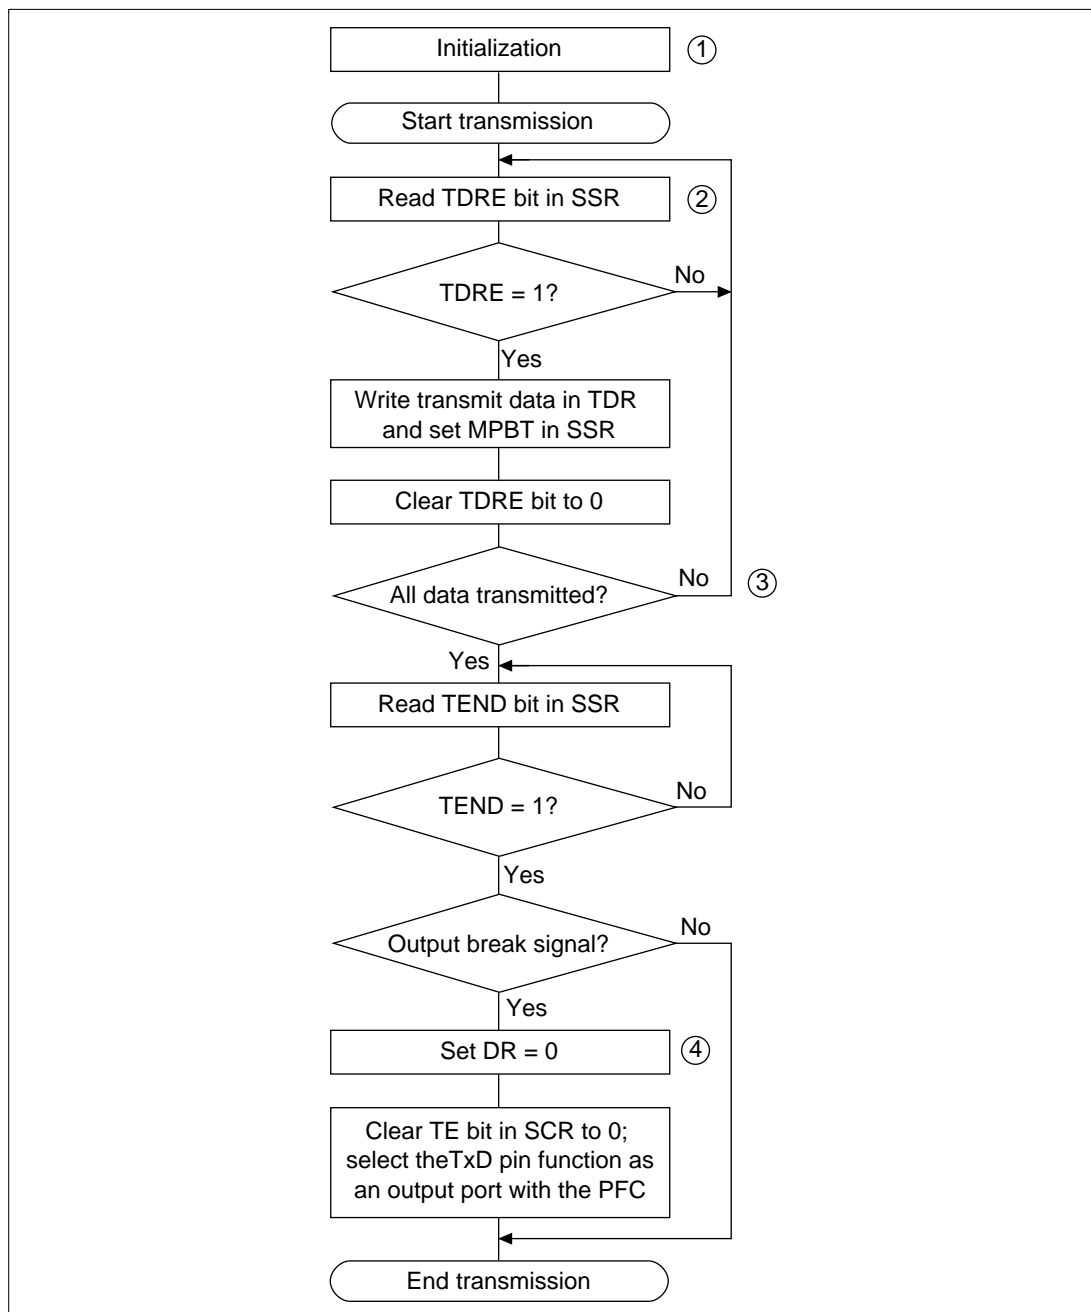 Initialization ①
Start transmission
Read TDRE bit in SSR ②
TDRE = 1? No
Yes
Write transmit data in TDR
and set MPBT in SSR
Clear TDRE bit to 0
All data transmitted? No ③
Yes
Read TEND bit in SSR
TEND = 1? No
Yes
Output break signal? No
Yes
Set DR = 0 ④
Clear TE bit in SCR to 0;
select theTxD pin function as
an output port with the PFC
End transmission